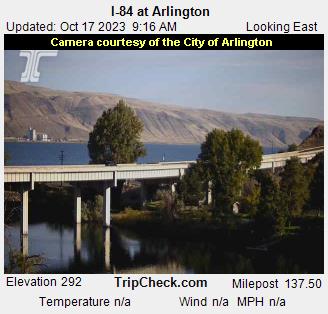 I-84 at Arlington
Updated: Oct 17 2023 9:16 AM Looking East
Camera courtesy of the City of Arlington
Elevation 292 TripCheck.com Milepost 137.50
Temperature n/a Wind n/a MPH n/a